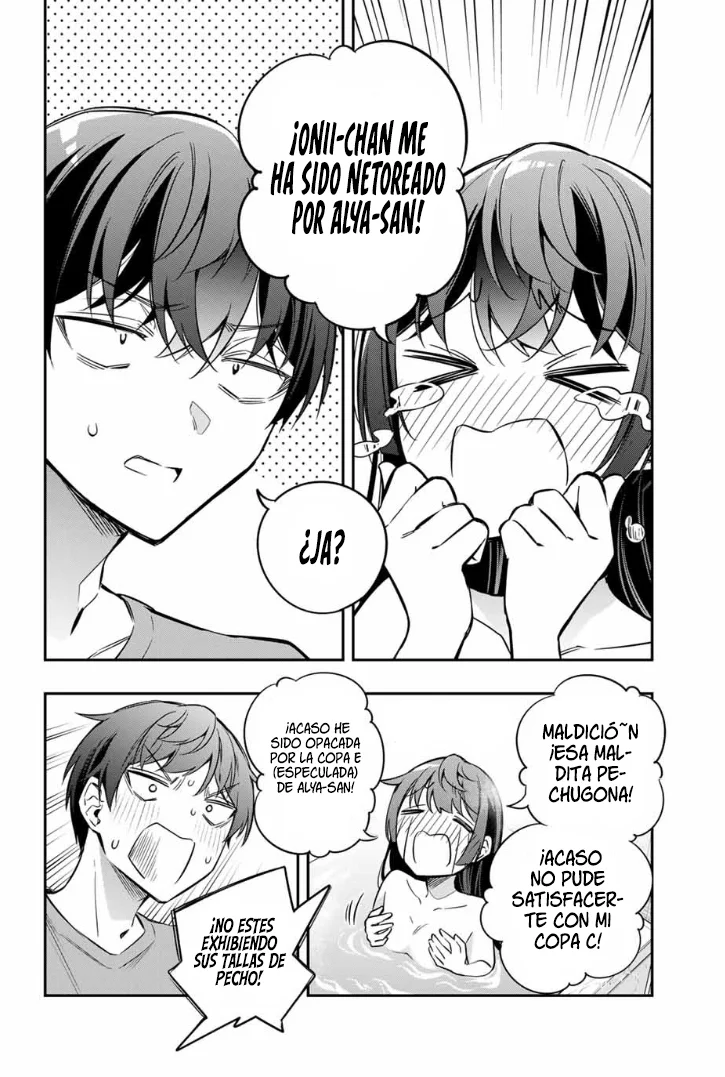 ¡ONII-CHAN ME
HA SIDO NETOREADO
POR ALYA-SAN!
¿JA?
¡ACASO HE
SIDO OPACADA
POR LA COPA E
(ESPECULADA)
DE ALYA-SAN!
MALDICIÓ~N
¡ESA MAL-
DITA PE-
CHUGONA!
¡ACASO
NO PUDE
SATISFACER-
TE CON MI
COPA C!
¡NO ESTES
EXHIBIENDO
SUS TALLAS DE
PECHO!